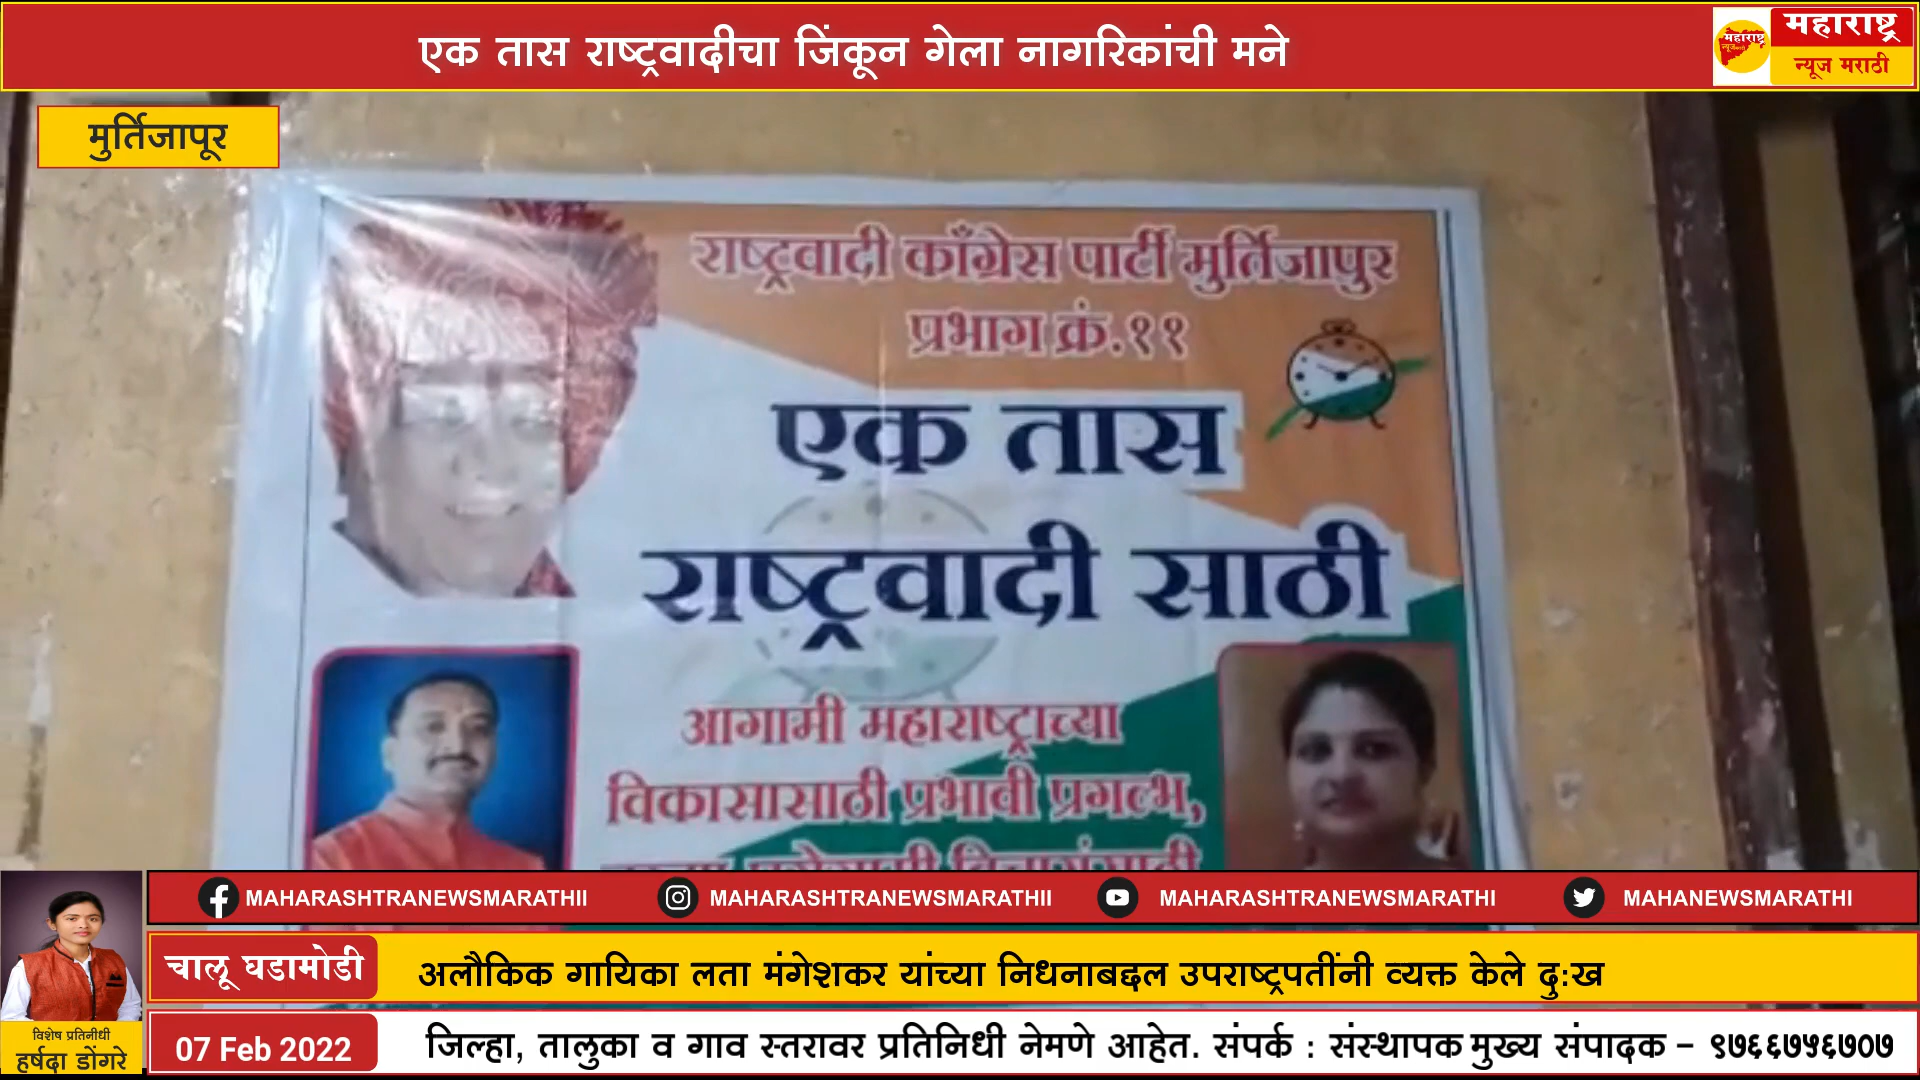 एक तास राष्ट्रवादीचा जिंकून गेला नागरिकांची मने
महाराष्ट्र
महाराष्ट्र
न्यूज मराठी
मुर्तिजापूर
राष्ट्रवादी काँग्रेस पार्टी मुर्तिजापुर
प्रभाग क्रं.११
एक तास
राष्ट्रवादी साठी
आगामी महाराष्ट्राच्या
विकासासाठी प्रभावी प्रगल्भ,
MAHARASHTRANEWSMARATHII
MAHARASHTRANEWSMARATHII
MAHARASHTRANEWSMARATHI
MAHANEWSMARATHI
चालू घडामोडी
अलौकिक गायिका लता मंगेशकर यांच्या निधनाबद्दल उपराष्ट्रपतींनी व्यक्त केले दु:ख
विशेष प्रतिनीधी
हर्षदा डोंगरे
07 Feb 2022
जिल्हा, तालुका व गाव स्तरावर प्रतिनिधी नेमणे आहेत. संपर्क : संस्थापक मुख्य संपादक – ९७६६७५६७०७